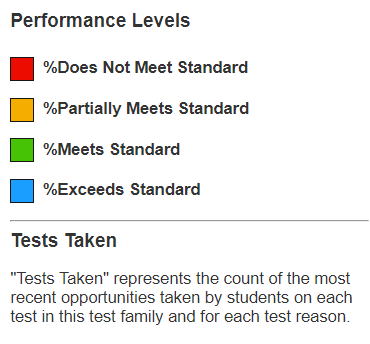 Performance Levels
%Does Not Meet Standard
%Partially Meets Standard
%Meets Standard
%Exceeds Standard
Tests Taken
"Tests Taken" represents the count of the most
recent opportunities taken by students on each
test in this test family and for each test reason.